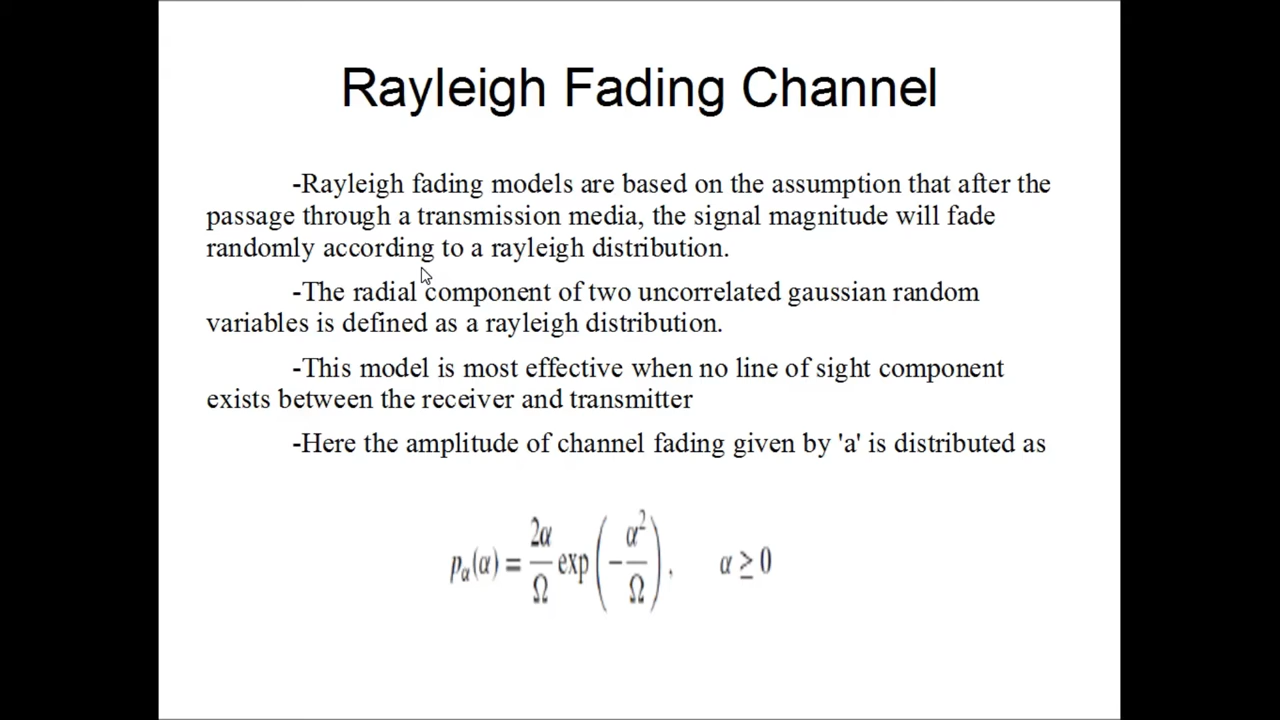 Rayleigh Fading Channel
-Rayleigh fading models are based on the assumption that after the
passage through a transmission media, the signal magnitude will fade
randomly according to a rayleigh distribution.
-The radial component of two uncorrelated gaussian random
variables is defined as a rayleigh distribution.
-This model is most effective when no line of sight component
exists between the receiver and transmitter
-Here the amplitude of channel fading given by 'a' is distributed as
pα(α) = 2α/Ω exp(−α²/Ω), α ≥ 0